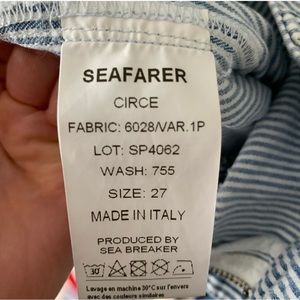 SEAFARER
CIRCE
FABRIC: 6028/VAR.1P
LOT: SP4062
WASH: 755
SIZE: 27
MADE IN ITALY
PRODUCED BY
SEA BREAKER
30°
Lavage en machine 30°C sur l'envers
avec des couleurs similaires